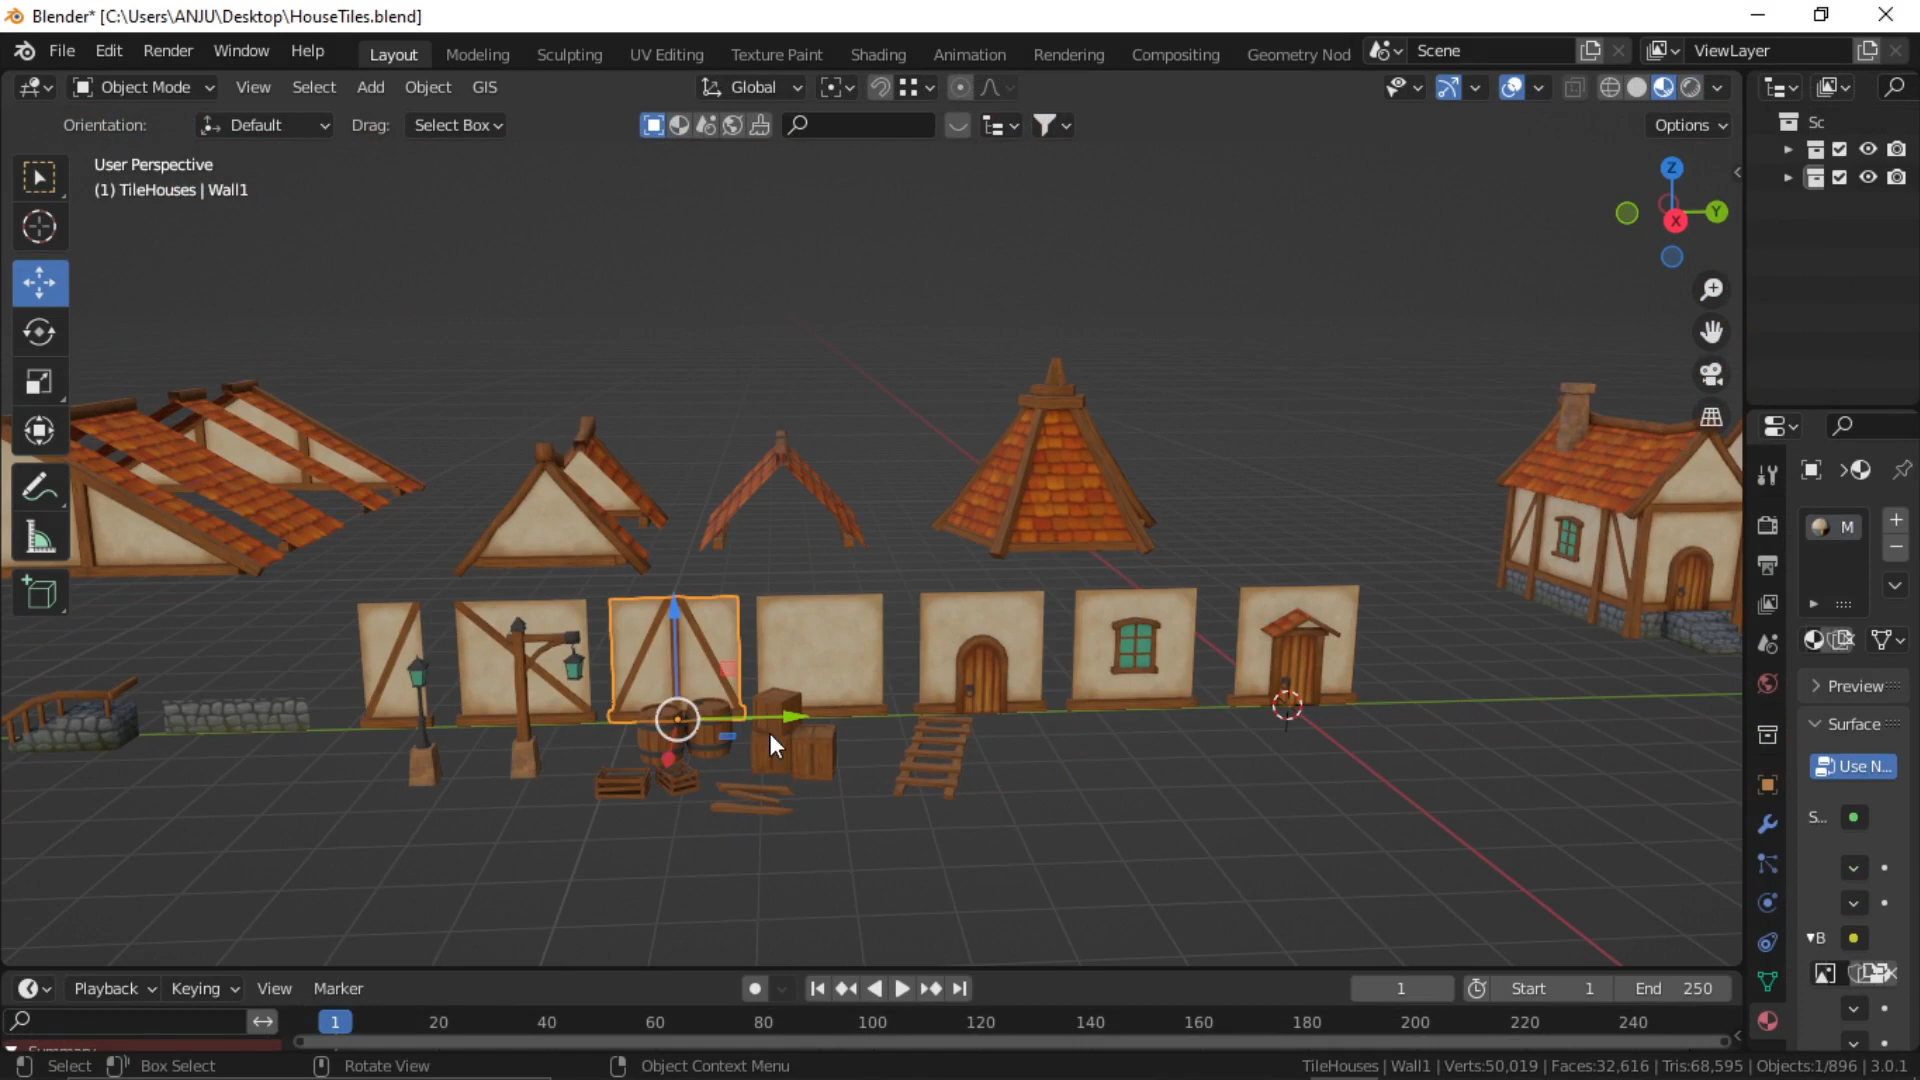 Blender* [C:\Users\ANJU\Desktop\HouseTiles.blend]
File Edit Render Window Help Layout Modeling Sculpting UV Editing Texture Paint Shading Animation Rendering Compositing Geometry Nod Scene ViewLayer
Object Mode View Select Add Object GIS Global
Orientation: Default Drag: Select Box Options
Sc
User Perspective
(1) TileHouses | Wall1
Z
Y
X
M
Preview
Surface
Use N...
S...
B
Playback Keying View Marker 1 Start 1 End 250
1 20 40 60 80 100 120 140 160 180 200 220 240
Select Box Select Rotate View Object Context Menu TileHouses | Wall1 | Verts:50,019 | Faces:32,616 | Tris:68,595 | Objects:1/896 | 3.0.1